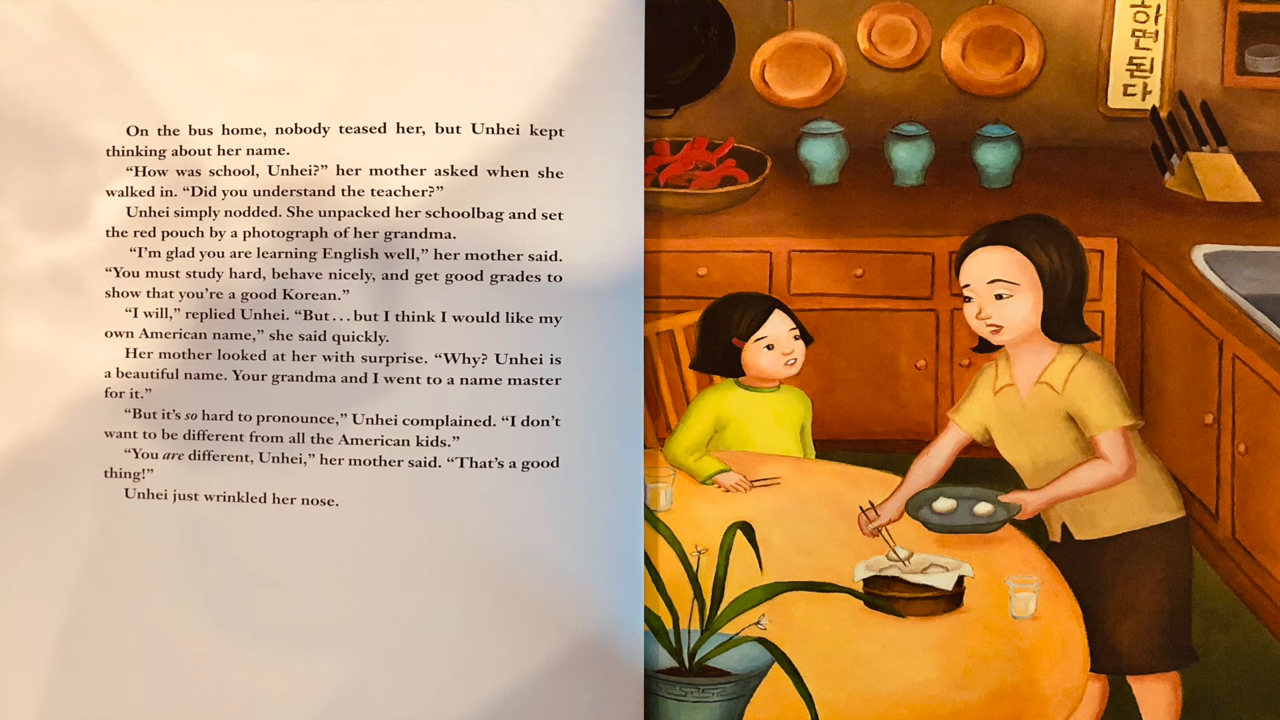 On the bus home, nobody teased her, but Unhei kept
thinking about her name.
“How was school, Unhei?” her mother asked when she
walked in. “Did you understand the teacher?”
Unhei simply nodded. She unpacked her schoolbag and set
the red pouch by a photograph of her grandma.
“I'm glad you are learning English well,” her mother said.
“You must study hard, behave nicely, and get good grades to
show that you're a good Korean.”
“I will,” replied Unhei. “But...but I think I would like my
own American name,” she said quickly.
Her mother looked at her with surprise. “Why? Unhei is
a beautiful name. Your grandma and I went to a name master
for it.”
“But it's so hard to pronounce,” Unhei complained. “I don't
want to be different from all the American kids.”
“You are different, Unhei,” her mother said. “That's a good
thing!”
Unhei just wrinkled her nose.
하면된다